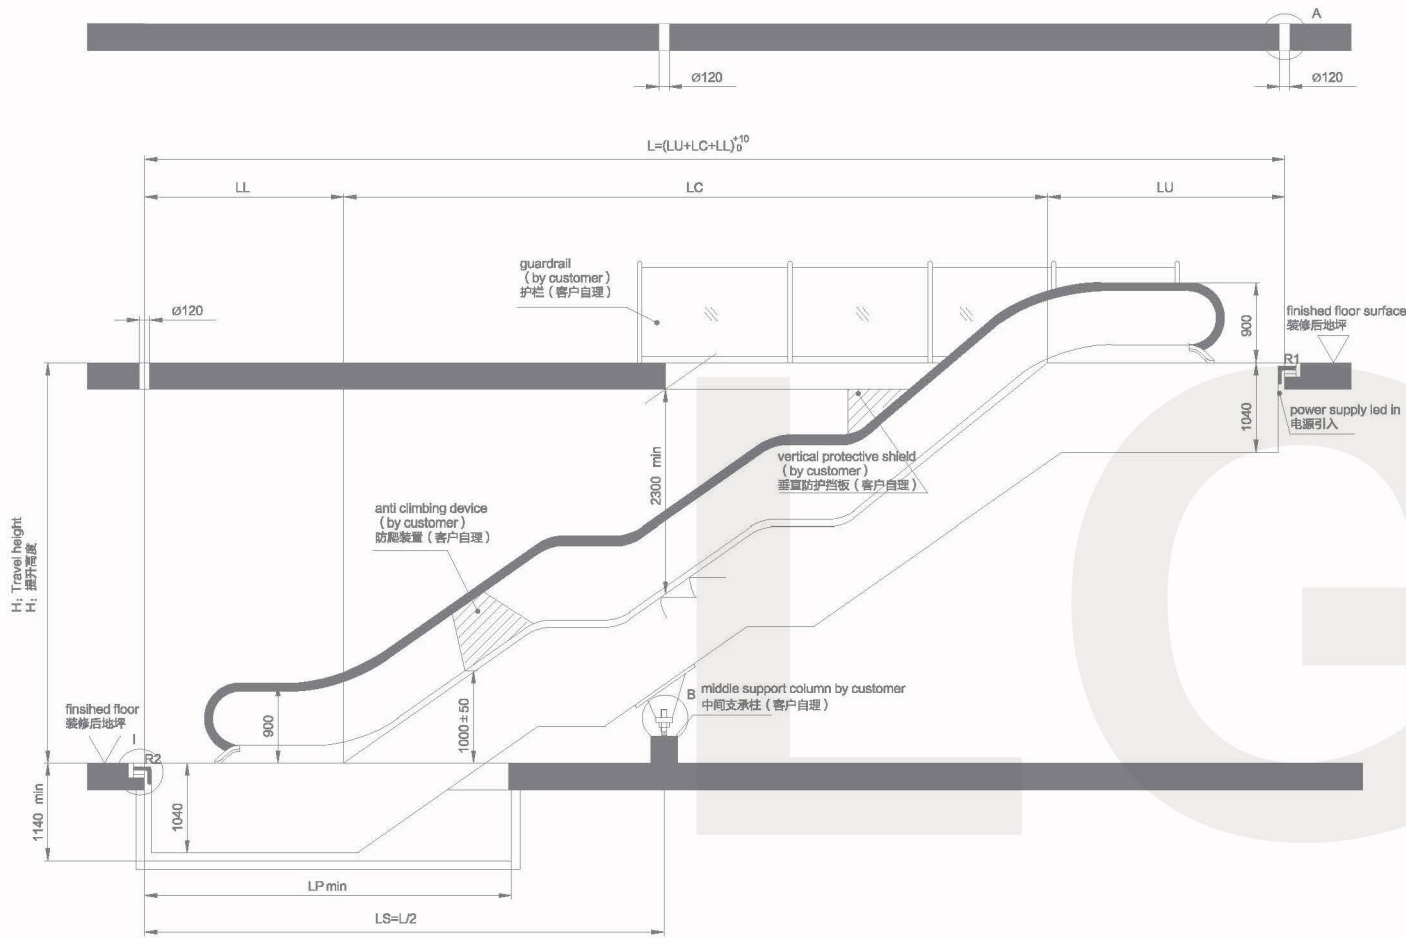 A
Ø120
Ø120
L=(LU+LC+LL)+10 0
LL
LC
LU
guardrail
（by customer）
护栏（客户自理）
Ø120
900
finished floor surface
装修后地坪
R1
1040
power supply led in
电源引入
2300 min
vertical protective shield
（by customer）
垂直防护挡板（客户自理）
anti climbing device
（by customer）
防爬装置（客户自理）
H: Travel height
H: 提升高度
B
middle support column by customer
中间支承柱（客户自理）
finsihed floor
装修后地坪
I
R2
900
1000±50
1140 min
1040
LP min
LS=L/2
LG